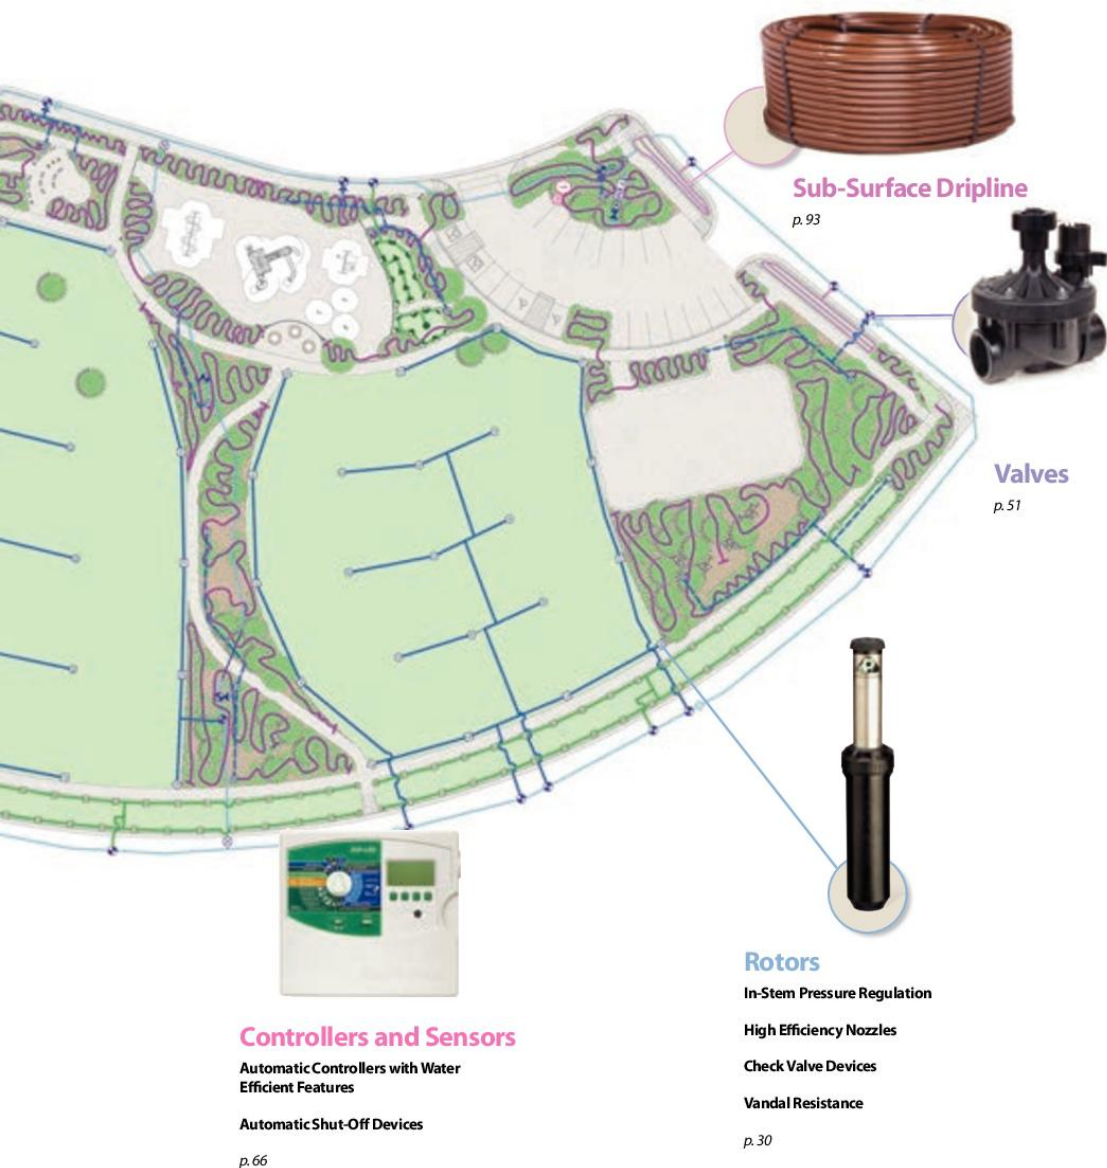 Sub-Surface Dripline
p. 93
Valves
p. 51
Rotors
In-Stem Pressure Regulation
High Efficiency Nozzles
Check Valve Devices
Vandal Resistance
p. 30
Controllers and Sensors
Automatic Controllers with Water
Efficient Features
Automatic Shut-Off Devices
p. 66